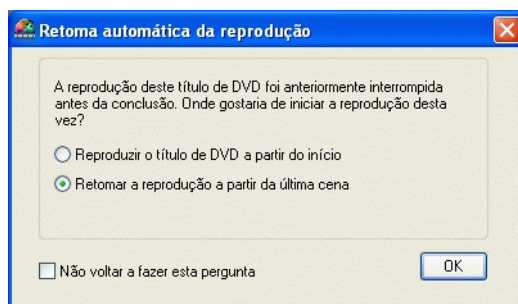 Retoma automática da reprodução
A reprodução deste título de DVD foi anteriormente interrompida
antes da conclusão. Onde gostaria de iniciar a reprodução desta
vez?
Reproduzir o título de DVD a partir do início
Retomar a reprodução a partir da última cena
Não voltar a fazer esta pergunta
OK